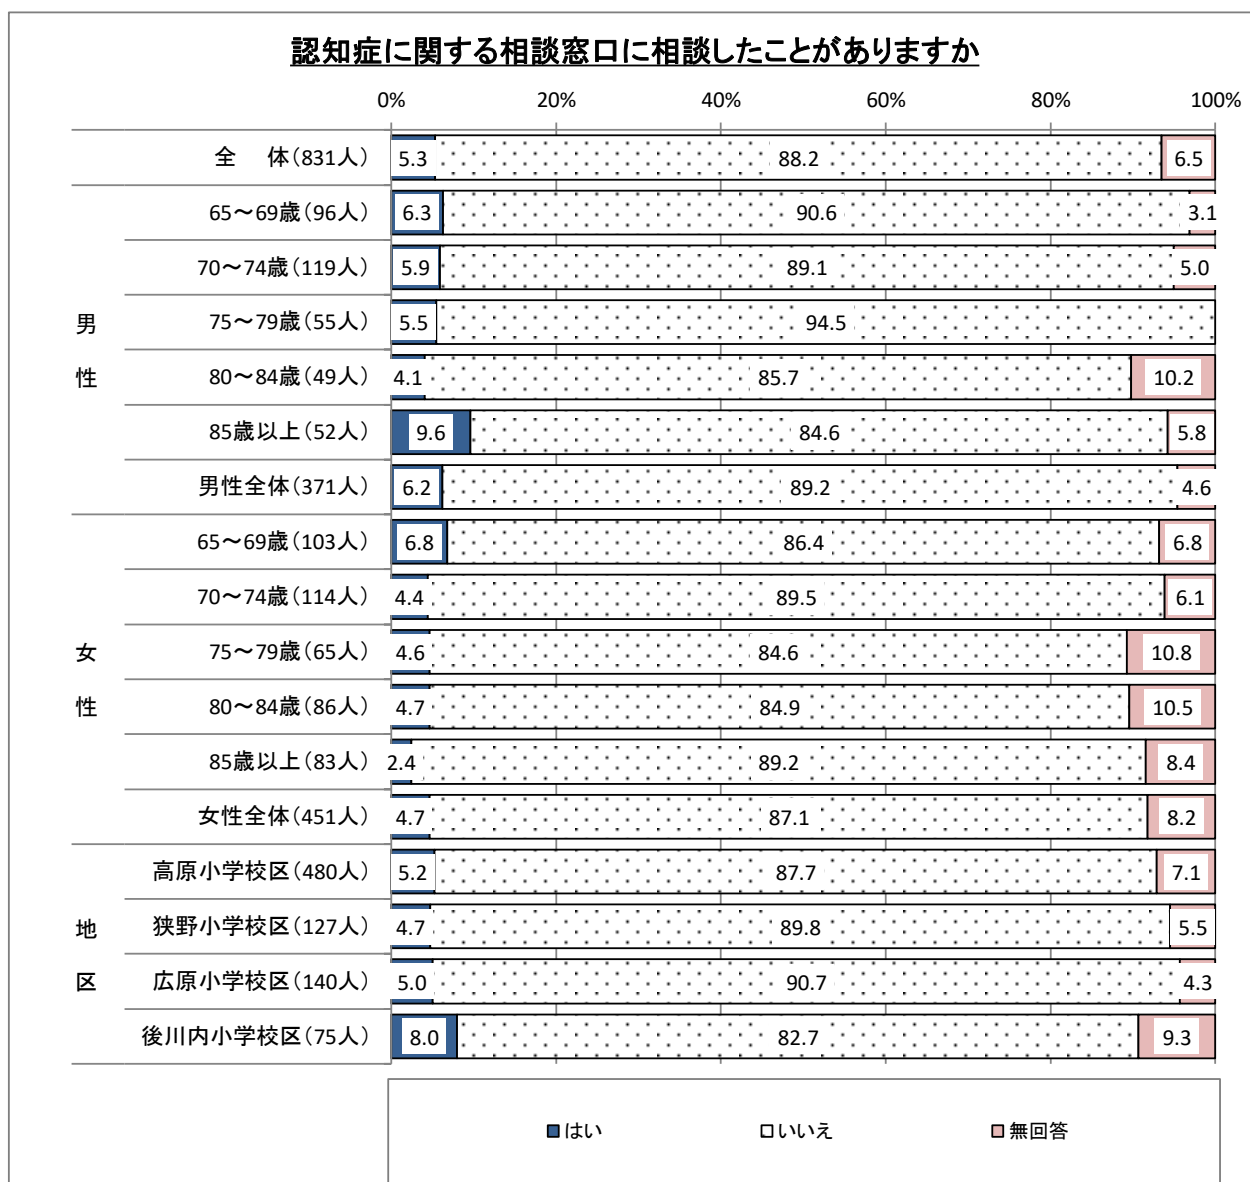 認知症に関する相談窓口に相談したことがありますか
0% 20% 40% 60% 80% 100%
全 体(831人) 5.3 88.2 6.5
男性
65～69歳(96人) 6.3 90.6 3.1
70～74歳(119人) 5.9 89.1 5.0
75～79歳(55人) 5.5 94.5
80～84歳(49人) 4.1 85.7 10.2
85歳以上(52人) 9.6 84.6 5.8
男性全体(371人) 6.2 89.2 4.6
女性
65～69歳(103人) 6.8 86.4 6.8
70～74歳(114人) 4.4 89.5 6.1
75～79歳(65人) 4.6 84.6 10.8
80～84歳(86人) 4.7 84.9 10.5
85歳以上(83人) 2.4 89.2 8.4
女性全体(451人) 4.7 87.1 8.2
地区
高原小学校区(480人) 5.2 87.7 7.1
狭野小学校区(127人) 4.7 89.8 5.5
広原小学校区(140人) 5.0 90.7 4.3
後川内小学校区(75人) 8.0 82.7 9.3
はい いいえ 無回答